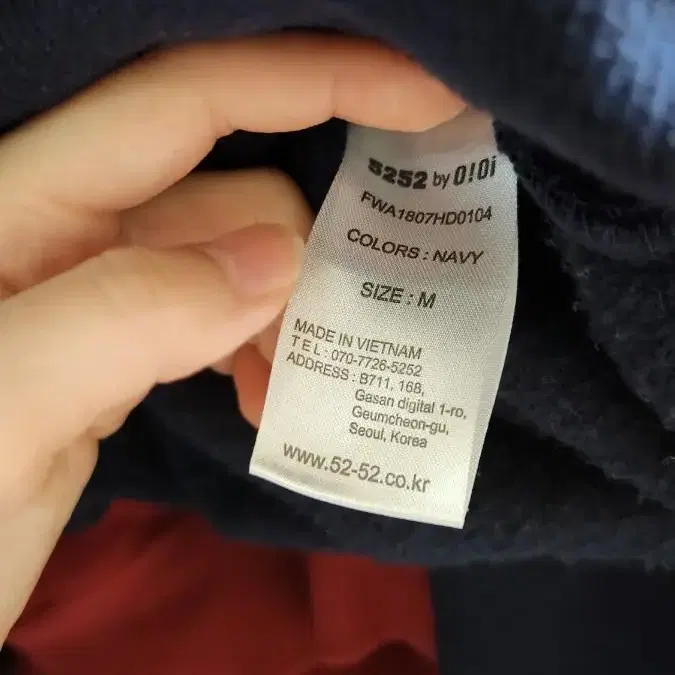 5252 by O!Oi
FWA1807HD0104
COLORS : NAVY
SIZE : M
MADE IN VIETNAM
T E L : 070-7726-5252
ADDRESS : B711, 168,
Gasan digital 1-ro,
Geumcheon-gu,
Seoul, Korea
www.52-52.co.kr